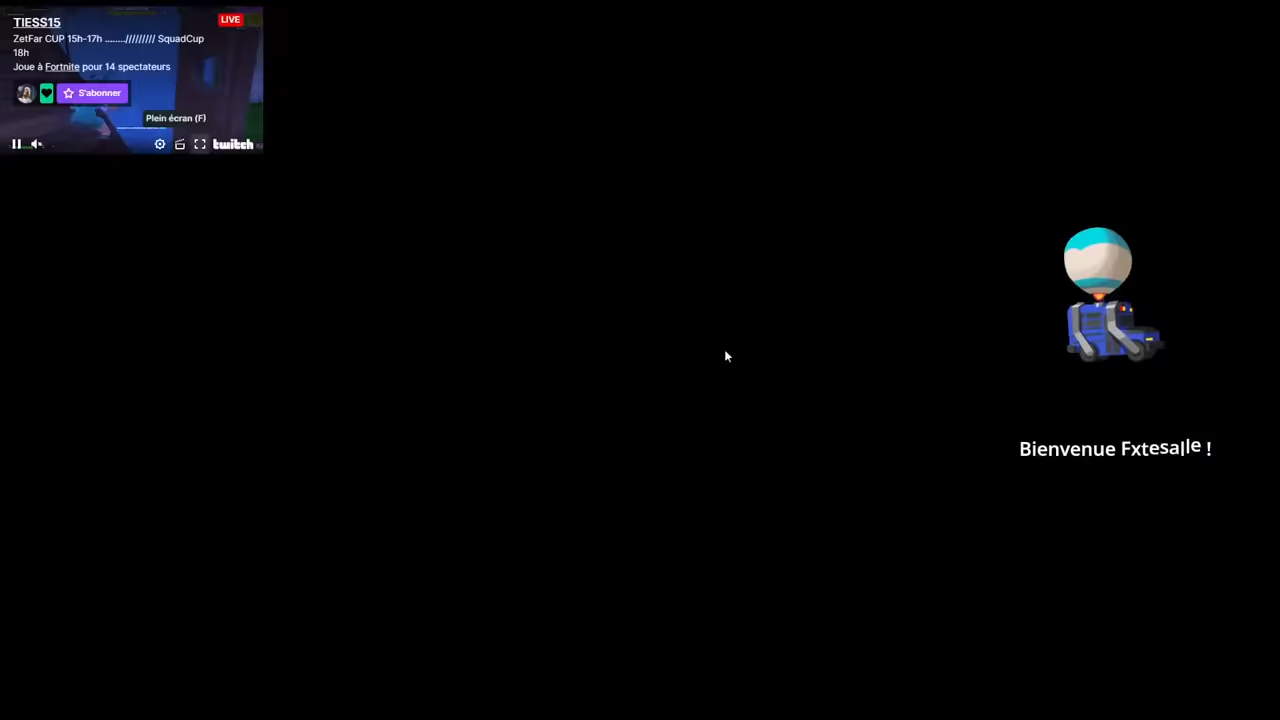 TIESS15
LIVE
ZetFar CUP 15h-17h ......../​//////// SquadCup
18h
Joue à Fortnite pour 14 spectateurs
S'abonner
Plein écran (F)
twitch
Bienvenue Fxtesalle !